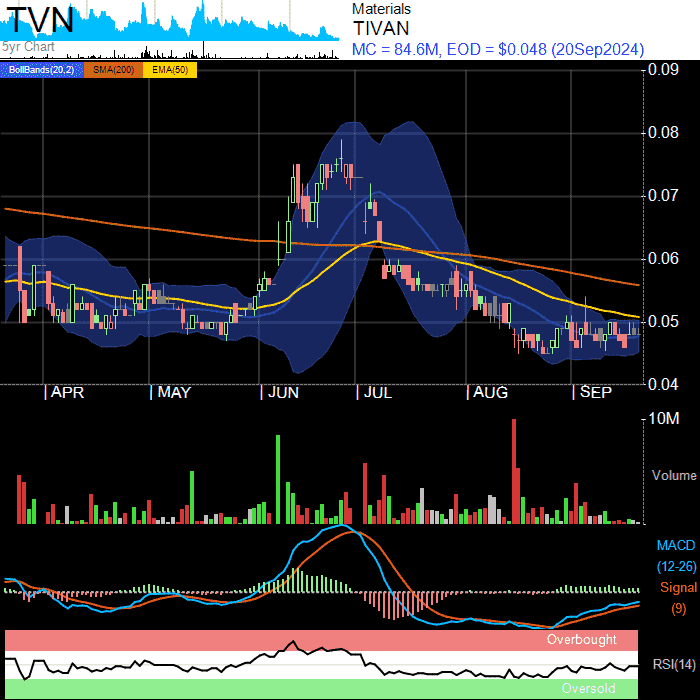 TVN
5yr Chart
Materials
TIVAN
MC = 84.6M, EOD = $0.048 (20Sep2024)
BollBands(20,2) SMA(200) EMA(50)
0.09
0.08
0.07
0.06
0.05
0.04
APR MAY JUN JUL AUG SEP
10M
Volume
MACD
(12-26)
Signal
(9)
Overbought
RSI(14)
Oversold